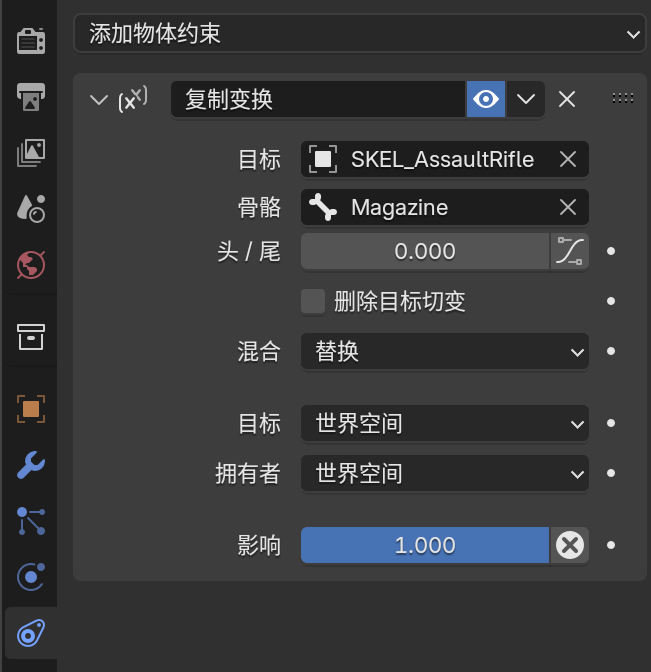 添加物体约束
复制变换
目标 SKEL_AssaultRifle
骨骼 Magazine
头 / 尾 0.000
删除目标切变
混合 替换
目标 世界空间
拥有者 世界空间
影响 1.000